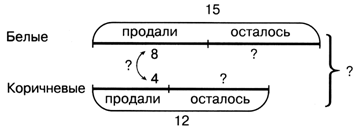 15
продали осталось
Белые
8 ?
? ?
4 ?
Коричневые
продали осталось
12